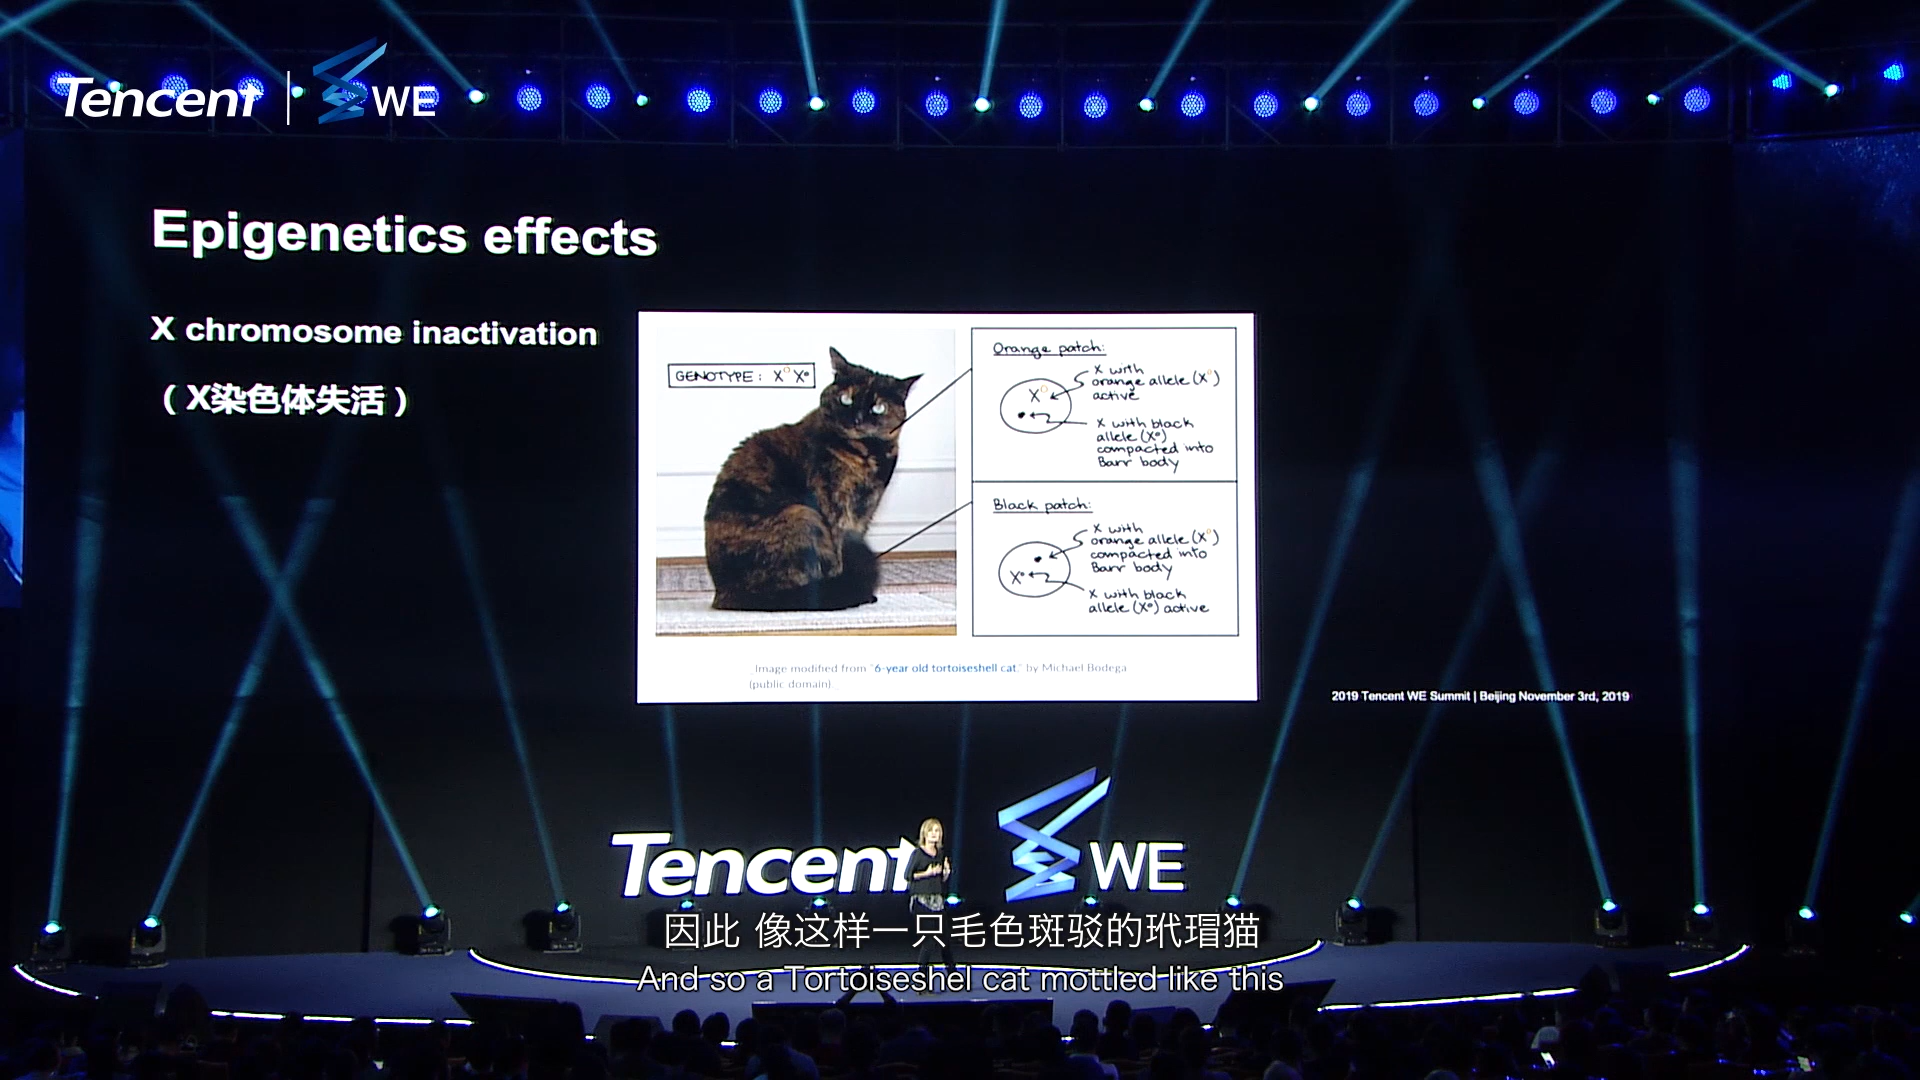 Tencent | WE
Epigenetics effects
X chromosome inactivation
（X染色体失活）
GENOTYPE: X^O X^o
Orange patch:
X with
orange allele (X^O)
active
X^O
X with black
allele (X^o)
compacted into
Barr body
Black patch:
X with
orange allele (X^O)
compacted into
Barr body
X^o
X with black
allele (X^o) active
Image modified from "6-year old tortoiseshell cat," by Michael Bodega
(public domain).
2019 Tencent WE Summit | Beijing November 3rd, 2019
Tencent WE
因此 像这样一只毛色斑驳的玳瑁猫
And so a Tortoiseshel cat mottled like this